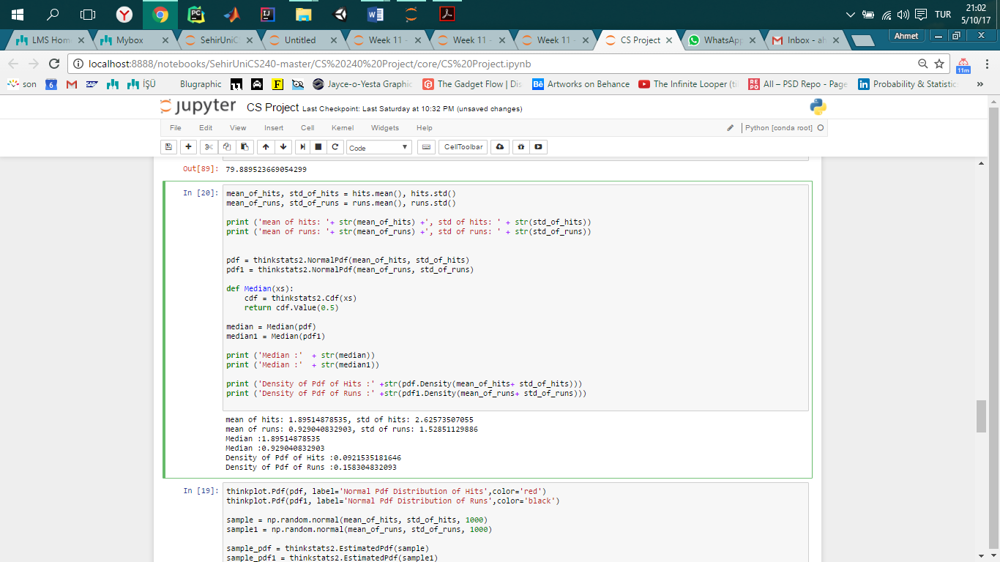 21:02
TUR
5/10/17
LMS Hom
Mybox
SehirUniC
Untitled
Week 11 -
Week 11 -
Week 11 -
CS Project
WhatsApp
Inbox - ah
Ahmet
localhost:8888/notebooks/SehirUniCS240-master/CS%20240%20Project/core/CS%20Project.ipynb
11m
son
6
SAP
İŞÜ
Blugraphic
Jayce-o-Yesta Graphic
The Gadget Flow | Dis
Artworks on Behance
The Infinite Looper (ti
All – PSD Repo - Page
Probability & Statistic
»
jupyter
CS Project Last Checkpoint: Last Saturday at 10:32 PM (unsaved changes)
File Edit View Insert Cell Kernel Widgets Help
Python [conda root]
Code
CellToolbar
Out[89]: 79.889523669054299
In [20]: mean_of_hits, std_of_hits = hits.mean(), hits.std()
mean_of_runs, std_of_runs = runs.mean(), runs.std()
print ('mean of hits: '+ str(mean_of_hits) +', std of hits: ' + str(std_of_hits))
print ('mean of runs: '+ str(mean_of_runs) +', std of runs: ' + str(std_of_runs))
pdf = thinkstats2.NormalPdf(mean_of_hits, std_of_hits)
pdf1 = thinkstats2.NormalPdf(mean_of_runs, std_of_runs)
def Median(xs):
    cdf = thinkstats2.Cdf(xs)
    return cdf.Value(0.5)
median = Median(pdf)
median1 = Median(pdf1)
print ('Median :'  + str(median))
print ('Median :'  + str(median1))
print ('Density of Pdf of Hits :' +str(pdf.Density(mean_of_hits+ std_of_hits)))
print ('Density of Pdf of Runs :' +str(pdf1.Density(mean_of_runs+ std_of_runs)))
mean of hits: 1.89514878535, std of hits: 2.62573507055
mean of runs: 0.929040832903, std of runs: 1.52851129886
Median :1.89514878535
Median :0.929040832903
Density of Pdf of Hits :0.0921535181646
Density of Pdf of Runs :0.158304832093
In [19]: thinkplot.Pdf(pdf, label='Normal Pdf Distribution of Hits',color='red')
thinkplot.Pdf(pdf1, label='Normal Pdf Distribution of Runs',color='black')
sample = np.random.normal(mean_of_hits, std_of_hits, 1000)
sample1 = np.random.normal(mean_of_runs, std_of_runs, 1000)
sample_pdf = thinkstats2.EstimatedPdf(sample)
sample_pdf1 = thinkstats2.EstimatedPdf(sample1)